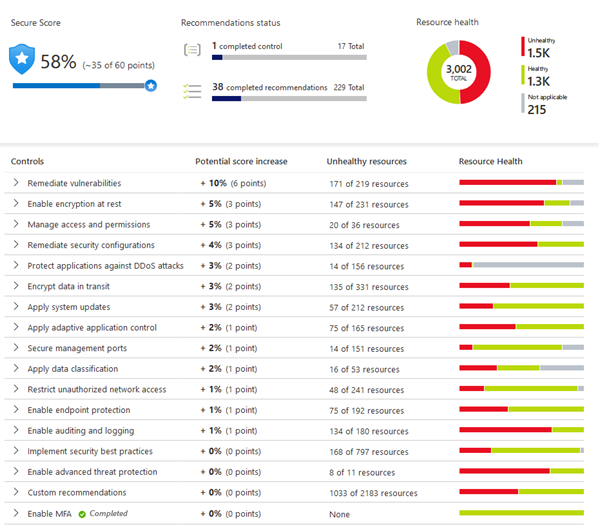 Secure Score
Recommendations status
Resource health
58% (~35 of 60 points)
1 completed control 17 Total
38 completed recommendations 229 Total
3,002
TOTAL
Unhealthy
1.5K
Healthy
1.3K
Not applicable
215
Controls Potential score increase Unhealthy resources Resource Health
Remediate vulnerabilities + 10% (6 points) 171 of 219 resources
Enable encryption at rest + 5% (3 points) 147 of 231 resources
Manage access and permissions + 5% (3 points) 20 of 36 resources
Remediate security configurations + 4% (3 points) 134 of 212 resources
Protect applications against DDoS attacks + 3% (2 points) 14 of 156 resources
Encrypt data in transit + 3% (2 points) 135 of 331 resources
Apply system updates + 3% (2 points) 57 of 212 resources
Apply adaptive application control + 2% (1 point) 75 of 165 resources
Secure management ports + 2% (1 point) 14 of 151 resources
Apply data classification + 2% (1 point) 16 of 53 resources
Restrict unauthorized network access + 1% (1 point) 48 of 241 resources
Enable endpoint protection + 1% (1 point) 75 of 192 resources
Enable auditing and logging + 1% (1 point) 134 of 180 resources
Implement security best practices + 0% (0 points) 168 of 797 resources
Enable advanced threat protection + 0% (0 points) 8 of 11 resources
Custom recommendations + 0% (0 points) 1033 of 2183 resources
Enable MFA Completed + 0% (0 points) None